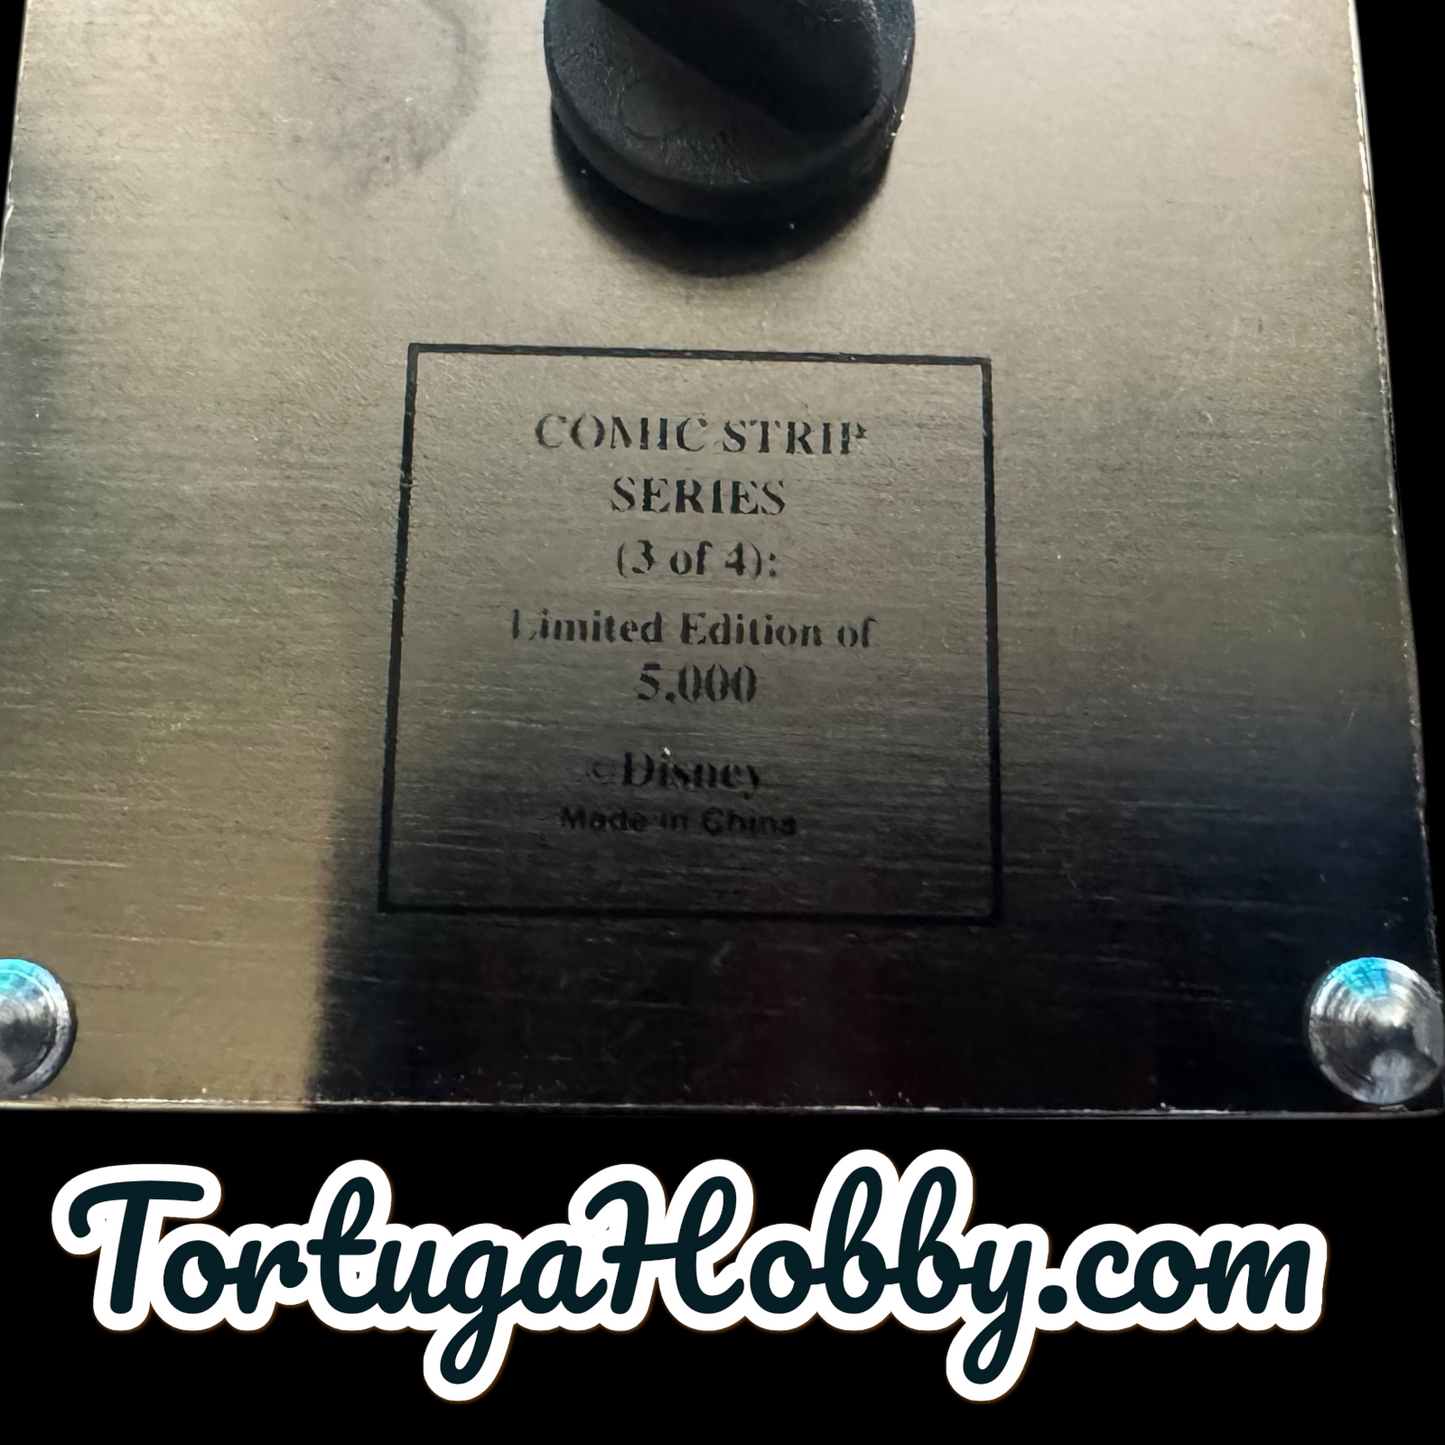 COMIC STRIP
SERIES
(3 of 4):
Limited Edition of
5,000
©Disney
Made in China
TortugaHobby.com